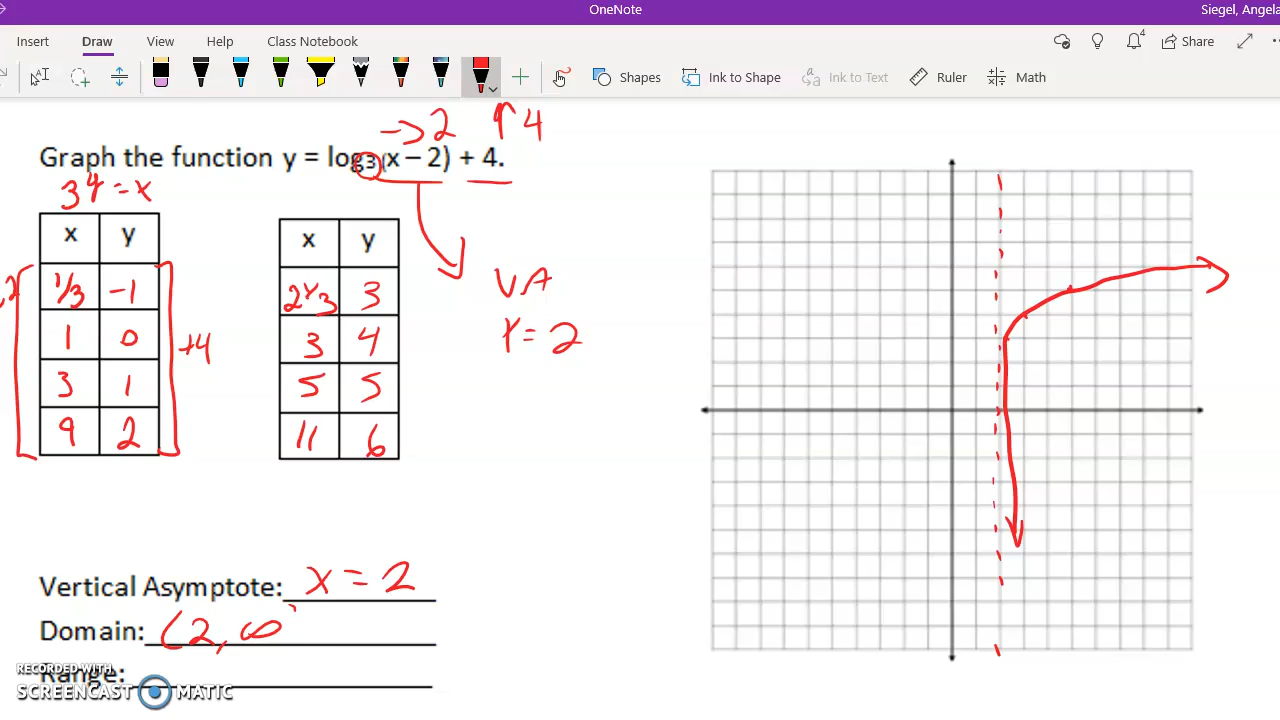 OneNote
Siegel, Angela
Insert Draw View Help Class Notebook
4 Share
Shapes Ink to Shape Ink to Text Ruler Math
→2 ↑4
Graph the function y = log₃(x – 2) + 4.
3^y = x
x y
1/3 -1
1 0
3 1
9 2
+4
x y
2 1/3 3
3 4
5 5
11 6
VA
x = 2
Vertical Asymptote: x = 2
Domain: (2, ∞
Range:
RECORDED WITH
SCREENCAST MATIC